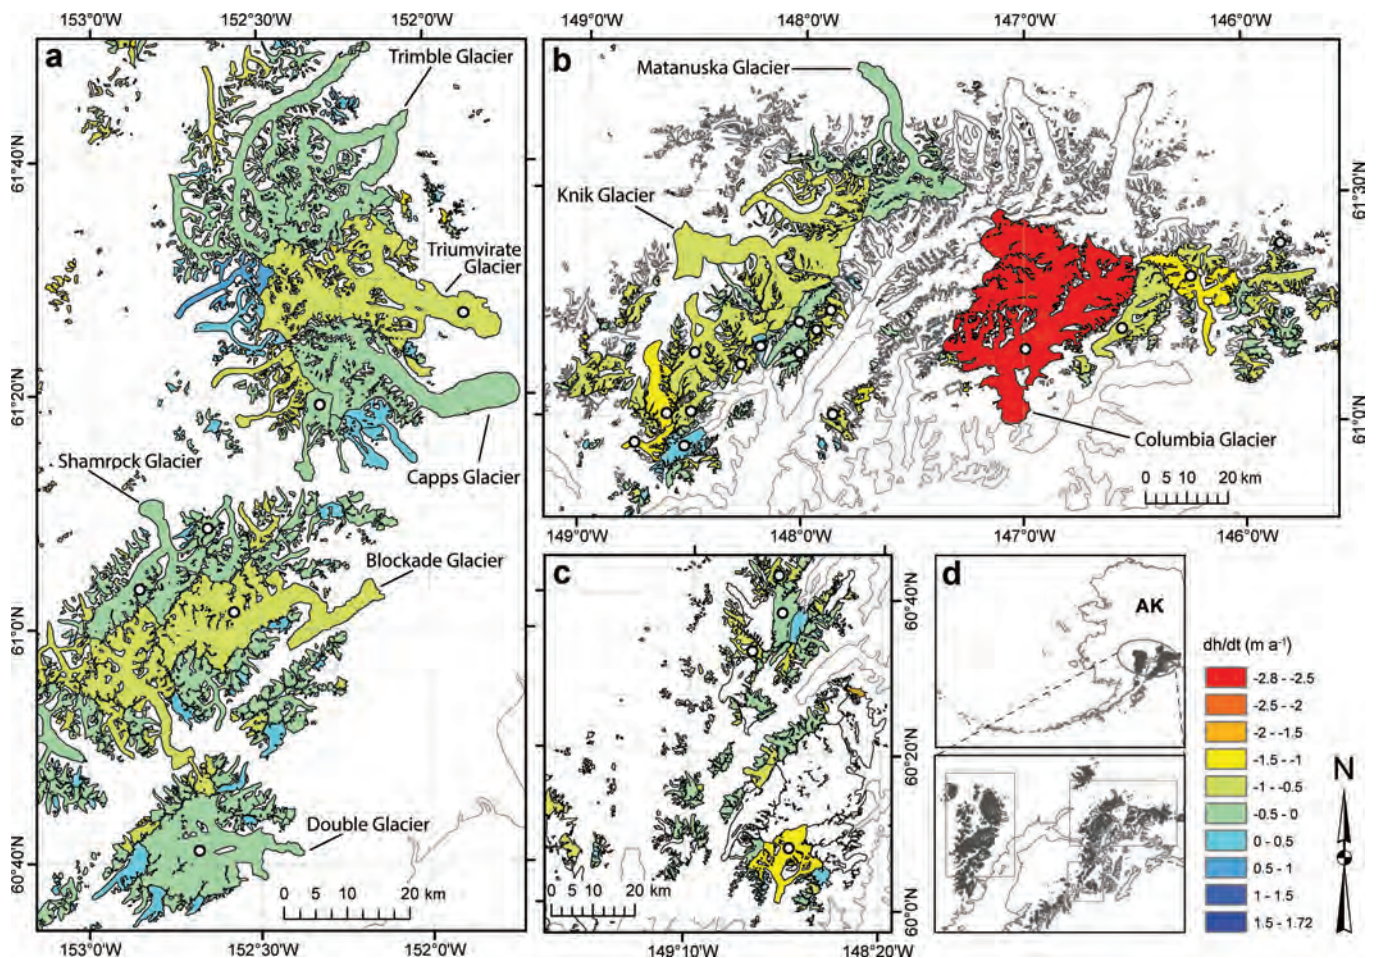 153°0'W 152°30'W 152°0'W
149°0'W 148°0'W 147°0'W 146°0'W
a
Trimble Glacier
Triumvirate
Glacier
Capps Glacier
Shamrock Glacier
Blockade Glacier
Double Glacier
0 5 10 20 km
61°40'N
61°20'N
61°0'N
60°40'N
153°0'W 152°30'W 152°0'W
b
Matanuska Glacier
Knik Glacier
Columbia Glacier
0 5 10 20 km
61°30'N
61°0'N
149°0'W 148°0'W 147°0'W 146°0'W
c
0 5 10 20 km
60°40'N
60°20'N
60°0'N
149°10'W 148°20'W
d
AK
dh/dt (m a⁻¹)
-2.8 - -2.5
-2.5 - -2
-2 - -1.5
-1.5 - -1
-1 - -0.5
-0.5 - 0
0 - 0.5
0.5 - 1
1 - 1.5
1.5 - 1.72
N